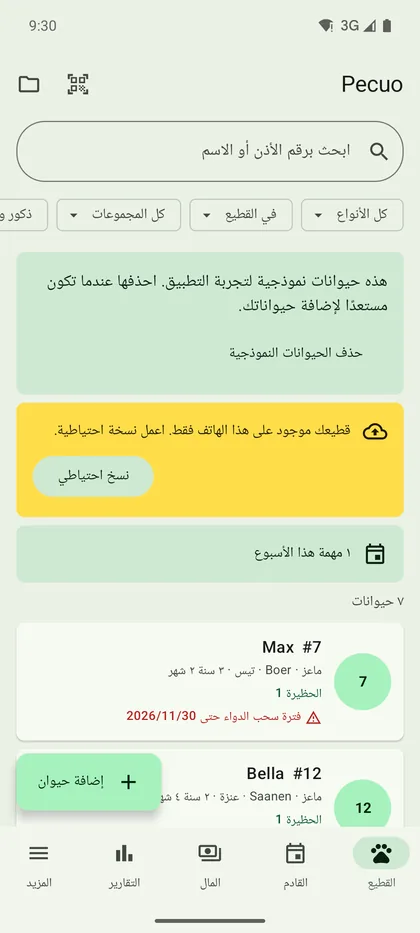 9:30
3G
Pecuo
ابحث برقم الأذن أو الاسم
كل الأنواع
في القطيع
كل المجموعات
ذكور و
هذه حيوانات نموذجية لتجربة التطبيق. احذفها عندما تكون
مستعدًا لإضافة حيواناتك.
حذف الحيوانات النموذجية
قطيعك موجود على هذا الهاتف فقط. اعمل نسخة احتياطية.
نسخ احتياطي
١ مهمة هذا الأسبوع
٧ حيوانات
7
Max #7
ماعز · Boer · تيس · ٣ سنة ٢ شهر
الحظيرة 1
فترة سحب الدواء حتى 2026/11/30
12
Bella #12
ماعز · Saanen · عنزة · ٢ سنة ٤ شه
الحظيرة 1
إضافة حيوان
القطيع
القادم
المال
التقارير
المزيد